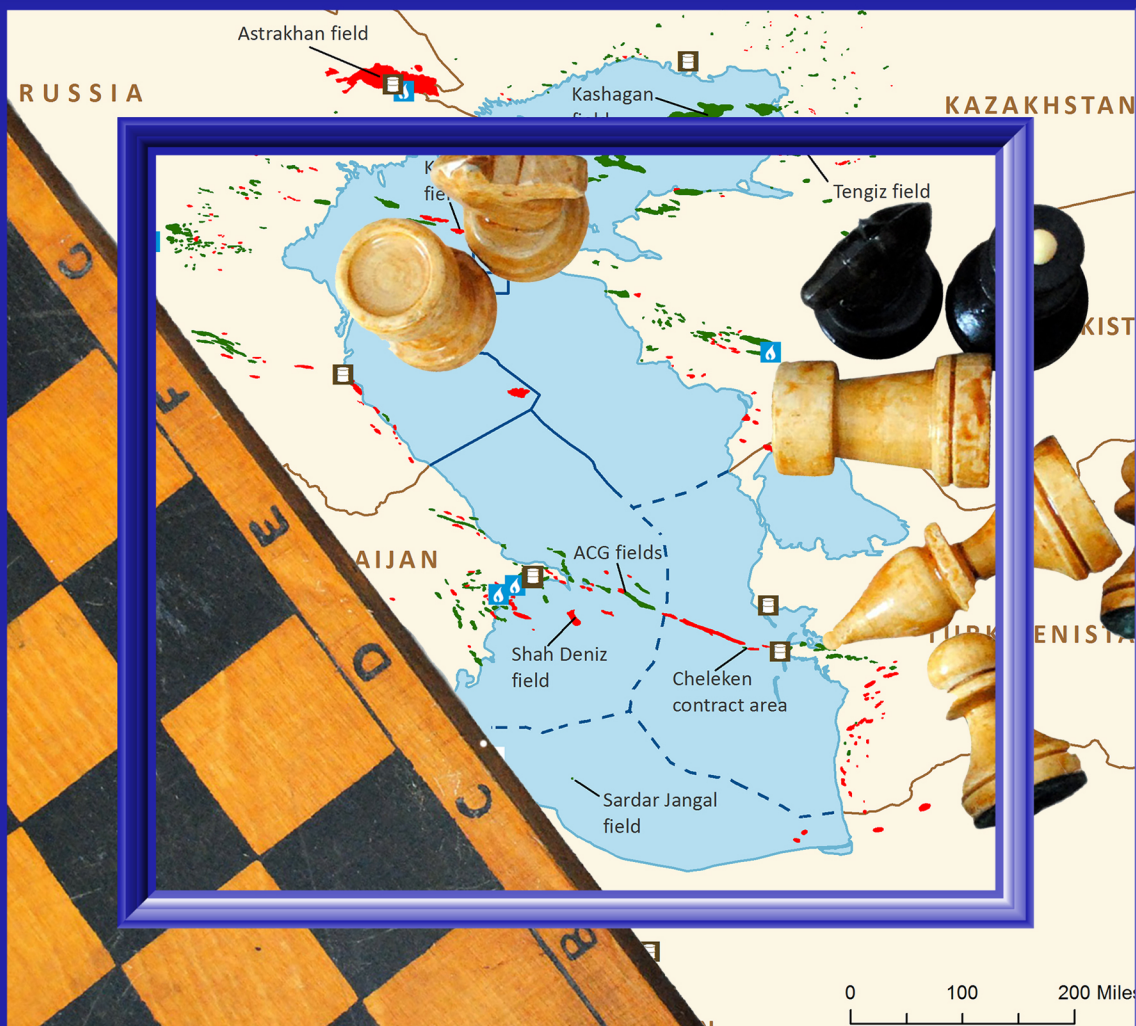 Astrakhan field
RUSSIA
Kashagan
KAZAKHSTAN
Tengiz field
G
F
E
AIJAN
ACG fields
Shah Deniz
field
Cheleken
contract area
D
C
Sardar Jangal
field
B
0 100 200 Miles